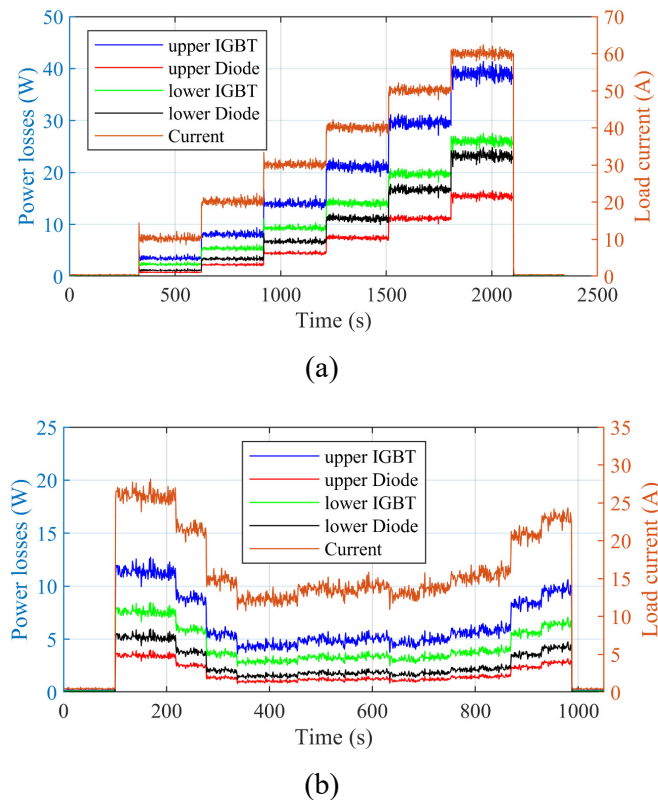 50
40
30
20
10
0
Power losses (W)
upper IGBT
upper Diode
lower IGBT
lower Diode
Current
70
60
50
40
30
20
10
0
Load current (A)
0 500 1000 1500 2000 2500
Time (s)
(a)
25
20
15
10
5
0
Power losses (W)
upper IGBT
upper Diode
lower IGBT
lower Diode
Current
35
30
25
20
15
10
5
0
Load current (A)
0 200 400 600 800 1000
Time (s)
(b)